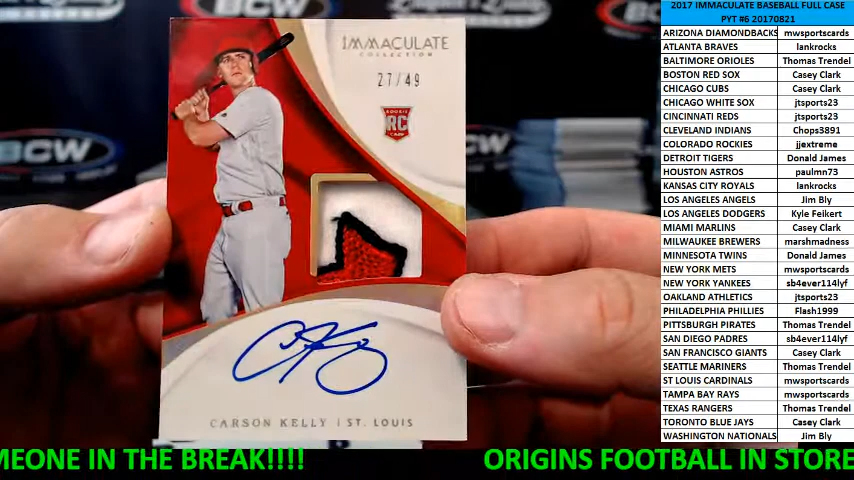 2017 IMMACULATE BASEBALL FULL CASE
PYT #6 20170821
ARIZONA DIAMONDBACKS mwsportscards
ATLANTA BRAVES lankrocks
BALTIMORE ORIOLES Thomas Trendel
BOSTON RED SOX Casey Clark
CHICAGO CUBS Casey Clark
CHICAGO WHITE SOX jtsports23
CINCINNATI REDS jtsports23
CLEVELAND INDIANS Chops3891
COLORADO ROCKIES jjextreme
DETROIT TIGERS Donald James
HOUSTON ASTROS paulmn73
KANSAS CITY ROYALS lankrocks
LOS ANGELES ANGELS Jim Bly
LOS ANGELES DODGERS Kyle Feikert
MIAMI MARLINS Casey Clark
MILWAUKEE BREWERS marshmadness
MINNESOTA TWINS Donald James
NEW YORK METS mwsportscards
NEW YORK YANKEES sb4ever114lyf
OAKLAND ATHLETICS jtsports23
PHILADELPHIA PHILLIES Flash1999
PITTSBURGH PIRATES Thomas Trendel
SAN DIEGO PADRES sb4ever114lyf
SAN FRANCISCO GIANTS Casey Clark
SEATTLE MARINERS Thomas Trendel
ST LOUIS CARDINALS mwsportscards
TAMPA BAY RAYS mwsportscards
TEXAS RANGERS Thomas Trendel
TORONTO BLUE JAYS Casey Clark
WASHINGTON NATIONALS Jim Bly
IMMACULATE
COLLECTION
27/49
ROOKIE
RC
CARD
BCW
BCW
CARSON KELLY | ST. LOUIS
MEONE IN THE BREAK!!!! ORIGINS FOOTBALL IN STORE